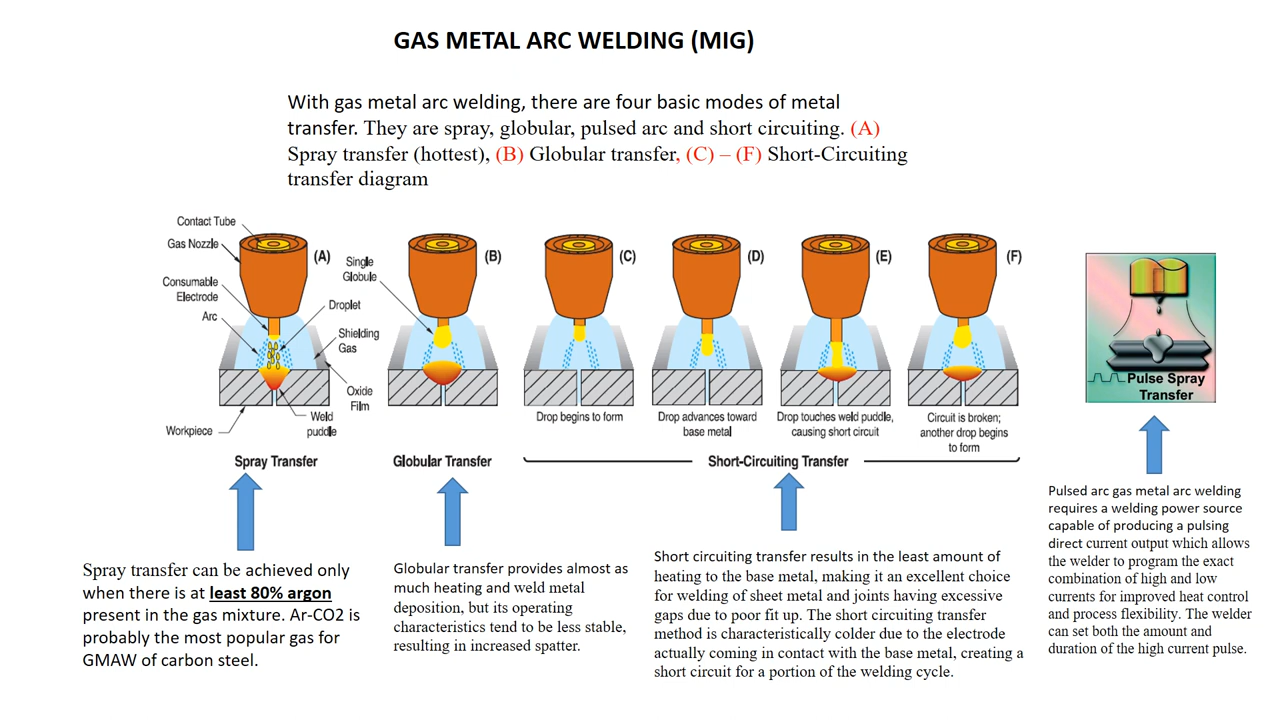 GAS METAL ARC WELDING (MIG)
With gas metal arc welding, there are four basic modes of metal
transfer. They are spray, globular, pulsed arc and short circuiting. (A)
Spray transfer (hottest), (B) Globular transfer, (C) – (F) Short-Circuiting
transfer diagram
Contact Tube
Gas Nozzle
Consumable
Electrode
Arc
Workpiece
(A)
Droplet
Shielding
Gas
Oxide
Film
Weld
puddle
Spray Transfer
Single
Globule
(B)
Globular Transfer
(C)
Drop begins to form
(D)
Drop advances toward
base metal
(E)
Drop touches weld puddle,
causing short circuit
(F)
Circuit is broken;
another drop begins
to form
Short-Circuiting Transfer
Pulse Spray
Transfer
Spray transfer can be achieved only
when there is at least 80% argon
present in the gas mixture. Ar-CO2 is
probably the most popular gas for
GMAW of carbon steel.
Globular transfer provides almost as
much heating and weld metal
deposition, but its operating
characteristics tend to be less stable,
resulting in increased spatter.
Short circuiting transfer results in the least amount of
heating to the base metal, making it an excellent choice
for welding of sheet metal and joints having excessive
gaps due to poor fit up. The short circuiting transfer
method is characteristically colder due to the electrode
actually coming in contact with the base metal, creating a
short circuit for a portion of the welding cycle.
Pulsed arc gas metal arc welding
requires a welding power source
capable of producing a pulsing
direct current output which allows
the welder to program the exact
combination of high and low
currents for improved heat control
and process flexibility. The welder
can set both the amount and
duration of the high current pulse.